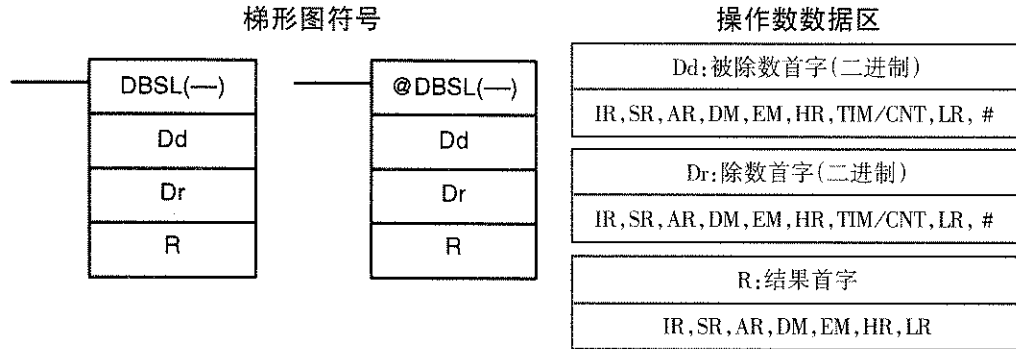 梯形图符号
DBSL(—)
Dd
Dr
R
@DBSL(—)
Dd
Dr
R
操作数数据区
Dd:被除数首字(二进制)
IR,SR,AR,DM,EM,HR,TIM/CNT,LR, #
Dr:除数首字(二进制)
IR,SR,AR,DM,EM,HR,TIM/CNT,LR, #
R:结果首字
IR,SR,AR,DM,EM,HR,LR